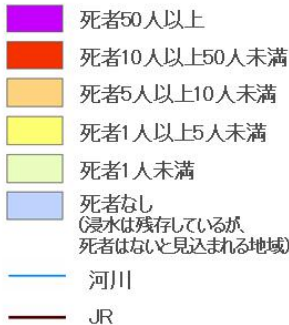 死者50人以上
死者10人以上50人未満
死者5人以上10人未満
死者1人以上5人未満
死者1人未満
死者なし
(浸水は残存しているが、
死者はないと見込まれる地域)
河川
JR